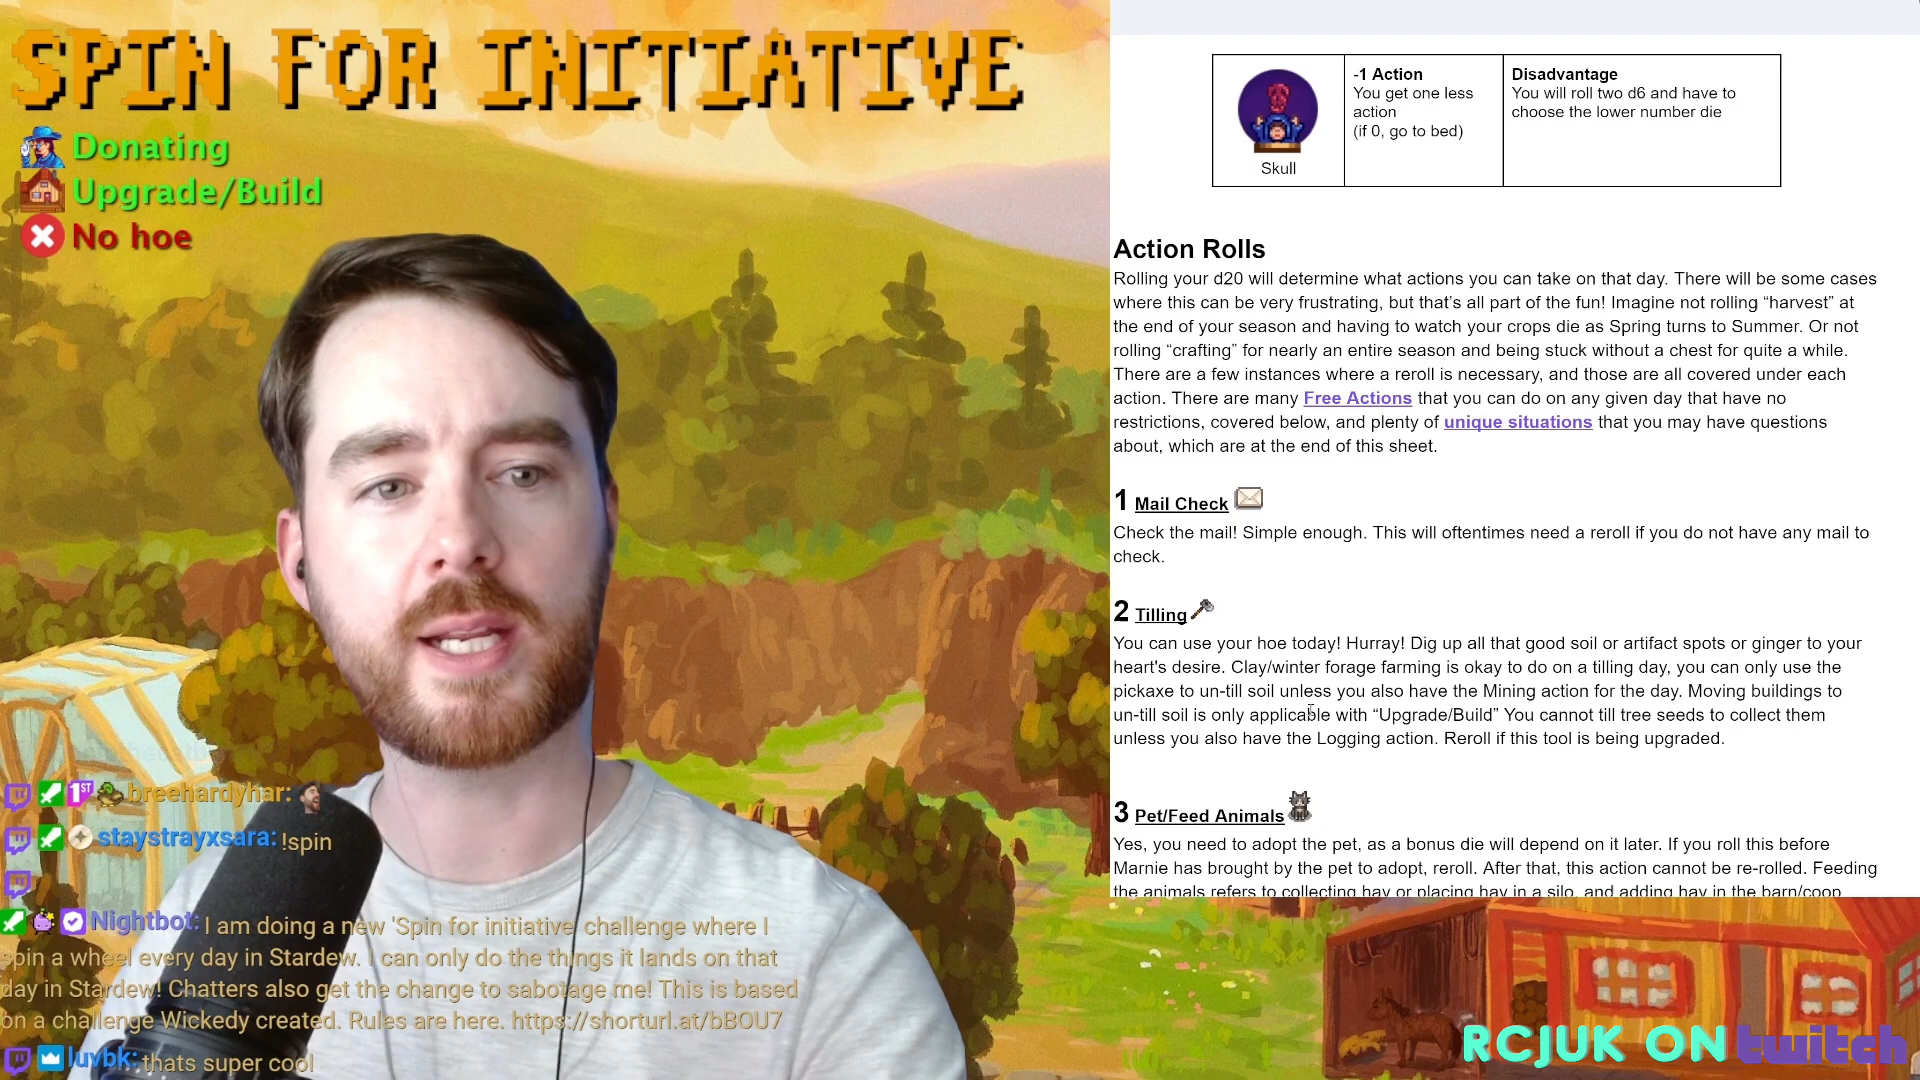 SPIN FOR INITIATIVE
Donating
Upgrade/Build
No hoe
breehardyhar:
staystrayxsara: !spin
Nightbot: I am doing a new 'Spin for initiative' challenge where I
spin a wheel every day in Stardew. I can only do the things it lands on that
day in Stardew! Chatters also get the change to sabotage me! This is based
on a challenge Wickedy created. Rules are here. https://shorturl.at/bBOU7
luvbk: thats super cool
Skull
-1 Action
You get one less
action
(if 0, go to bed)
Disadvantage
You will roll two d6 and have to
choose the lower number die
Action Rolls
Rolling your d20 will determine what actions you can take on that day. There will be some cases
where this can be very frustrating, but that's all part of the fun! Imagine not rolling “harvest” at
the end of your season and having to watch your crops die as Spring turns to Summer. Or not
rolling “crafting” for nearly an entire season and being stuck without a chest for quite a while.
There are a few instances where a reroll is necessary, and those are all covered under each
action. There are many Free Actions that you can do on any given day that have no
restrictions, covered below, and plenty of unique situations that you may have questions
about, which are at the end of this sheet.
1 Mail Check
Check the mail! Simple enough. This will oftentimes need a reroll if you do not have any mail to
check.
2 Tilling
You can use your hoe today! Hurray! Dig up all that good soil or artifact spots or ginger to your
heart's desire. Clay/winter forage farming is okay to do on a tilling day, you can only use the
pickaxe to un-till soil unless you also have the Mining action for the day. Moving buildings to
un-till soil is only applicable with “Upgrade/Build” You cannot till tree seeds to collect them
unless you also have the Logging action. Reroll if this tool is being upgraded.
3 Pet/Feed Animals
Yes, you need to adopt the pet, as a bonus die will depend on it later. If you roll this before
Marnie has brought by the pet to adopt, reroll. After that, this action cannot be re-rolled. Feeding
the animals refers to collecting hay or placing hay in a silo, and adding hay in the barn/coop
RCJUK ON twitch